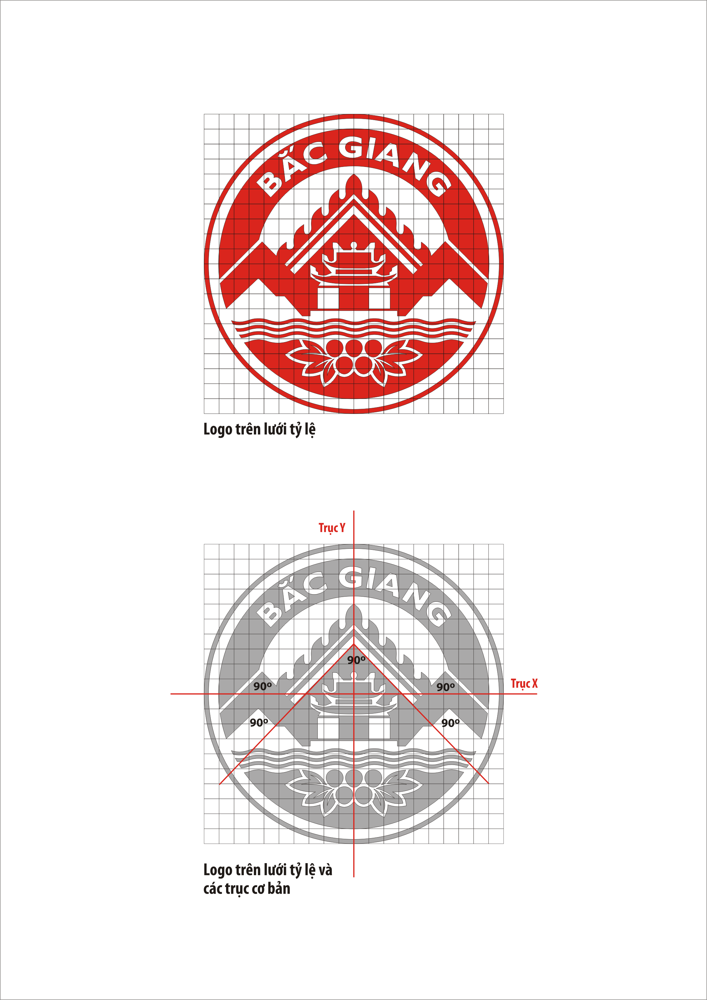 BẮC GIANG
Logo trên lưới tỷ lệ
Trục Y
BẮC GIANG
90º
90º
90º
Trục X
90º
90º
Logo trên lưới tỷ lệ và
các trục cơ bản